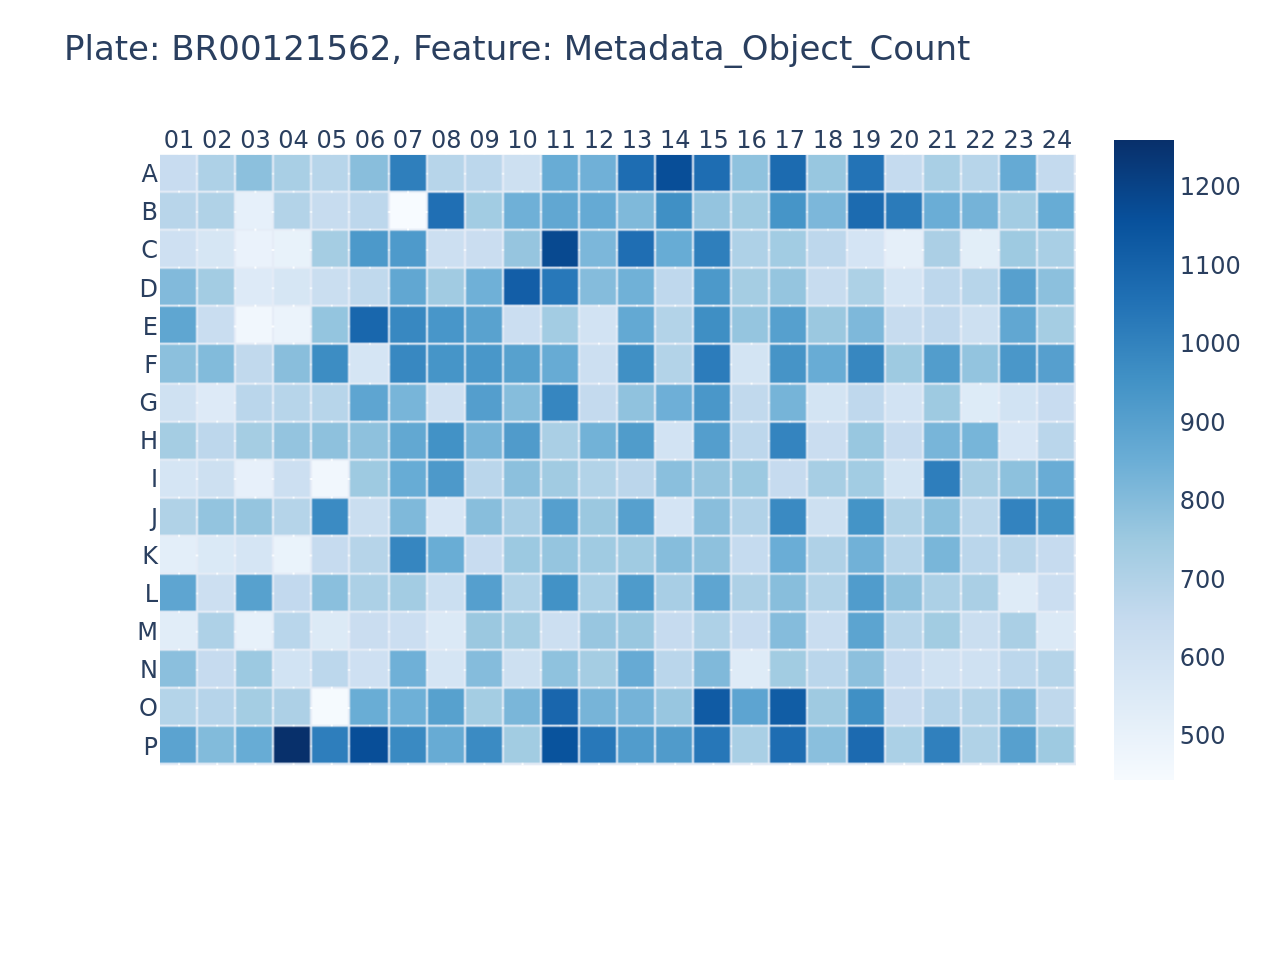 Plate: BR00121562, Feature: Metadata_Object_Count
01 02 03 04 05 06 07 08 09 10 11 12 13 14 15 16 17 18 19 20 21 22 23 24
A
B
C
D
E
F
G
H
I
J
K
L
M
N
O
P
1200
1100
1000
900
800
700
600
500